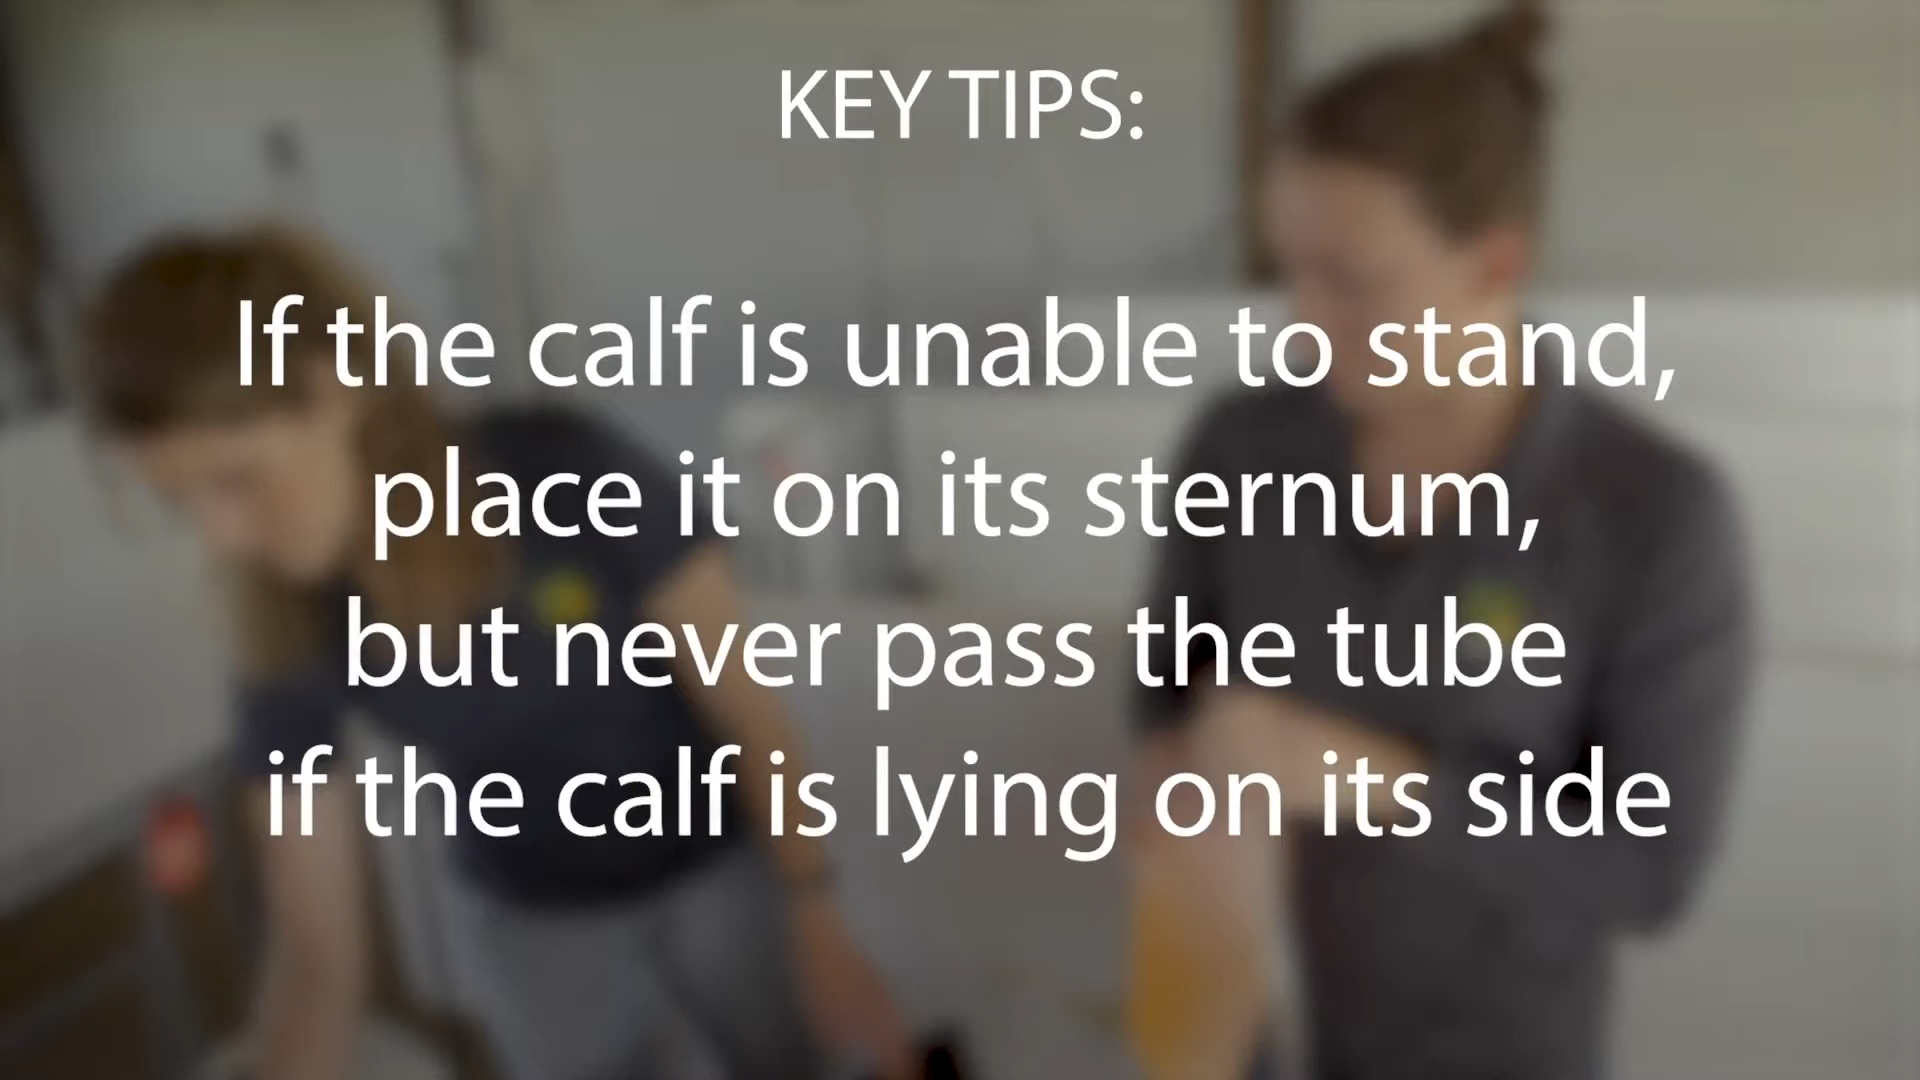 KEY TIPS:
If the calf is unable to stand,
place it on its sternum,
but never pass the tube
if the calf is lying on its side